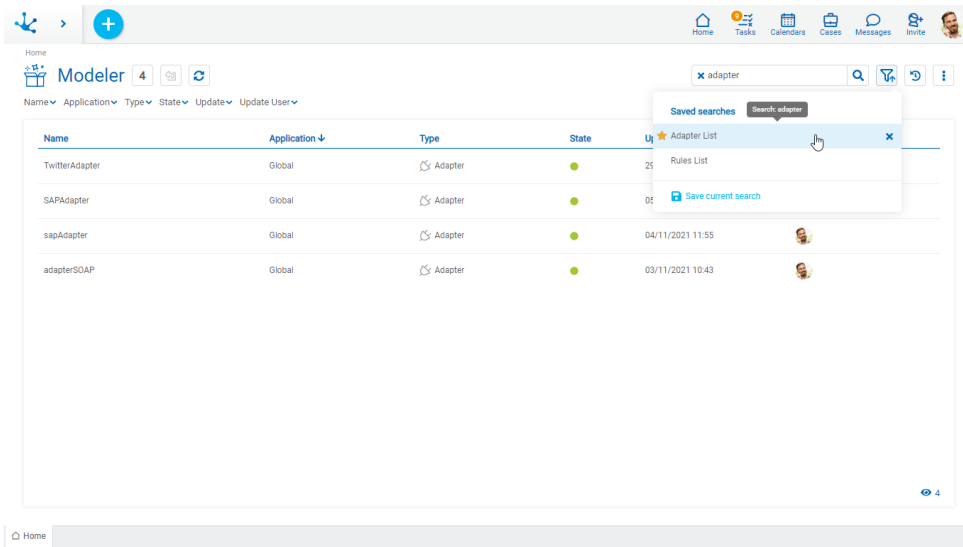 9
Home
Tasks
Calendars
Cases
Messages
Invite
Home
Modeler 4
adapter
Name Application Type State Update Update User
Saved searches
Search: adapter
Adapter List
Rules List
Save current search
Name Application Type State
TwitterAdapter Global Adapter 29
SAPAdapter Global Adapter 05
sapAdapter Global Adapter 04/11/2021 11:55
adapterSOAP Global Adapter 03/11/2021 10:43
4
Home